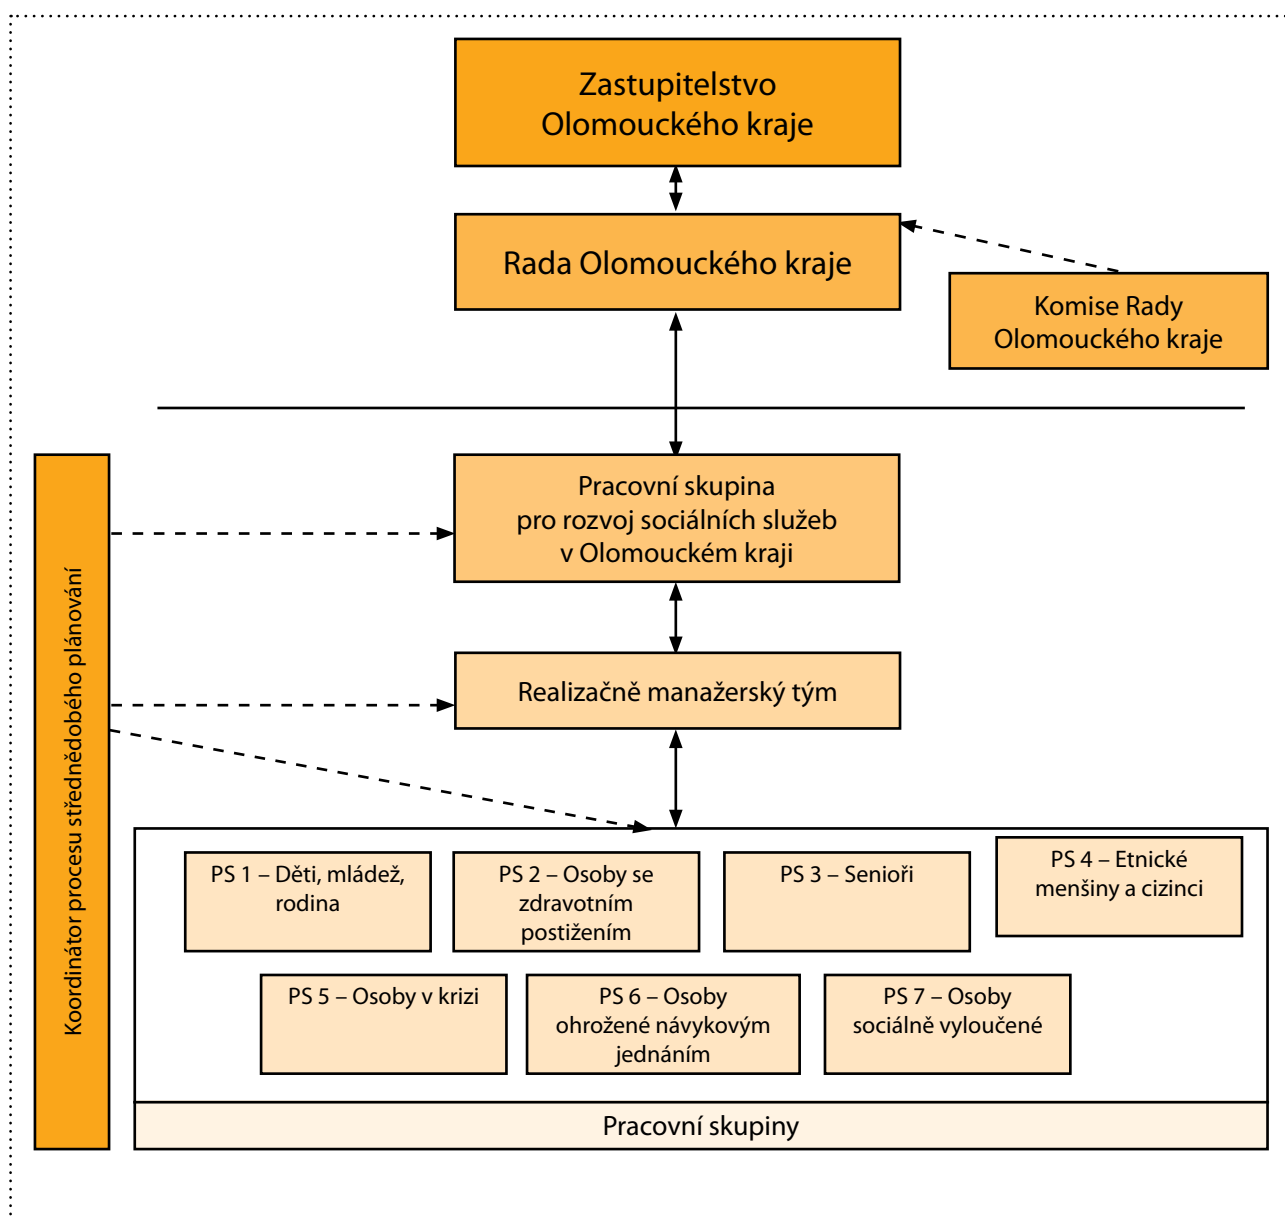 Zastupitelstvo
Olomouckého kraje
Rada Olomouckého kraje
Komise Rady
Olomouckého kraje
Koordinátor procesu střednědobého plánování
Pracovní skupina
pro rozvoj sociálních služeb
v Olomouckém kraji
Realizačně manažerský tým
PS 1 – Děti, mládež,
rodina
PS 2 – Osoby se
zdravotním
postižením
PS 3 – Senioři
PS 4 – Etnické
menšiny a cizinci
PS 5 – Osoby v krizi
PS 6 – Osoby
ohrožené návykovým
jednáním
PS 7 – Osoby
sociálně vyloučené
Pracovní skupiny